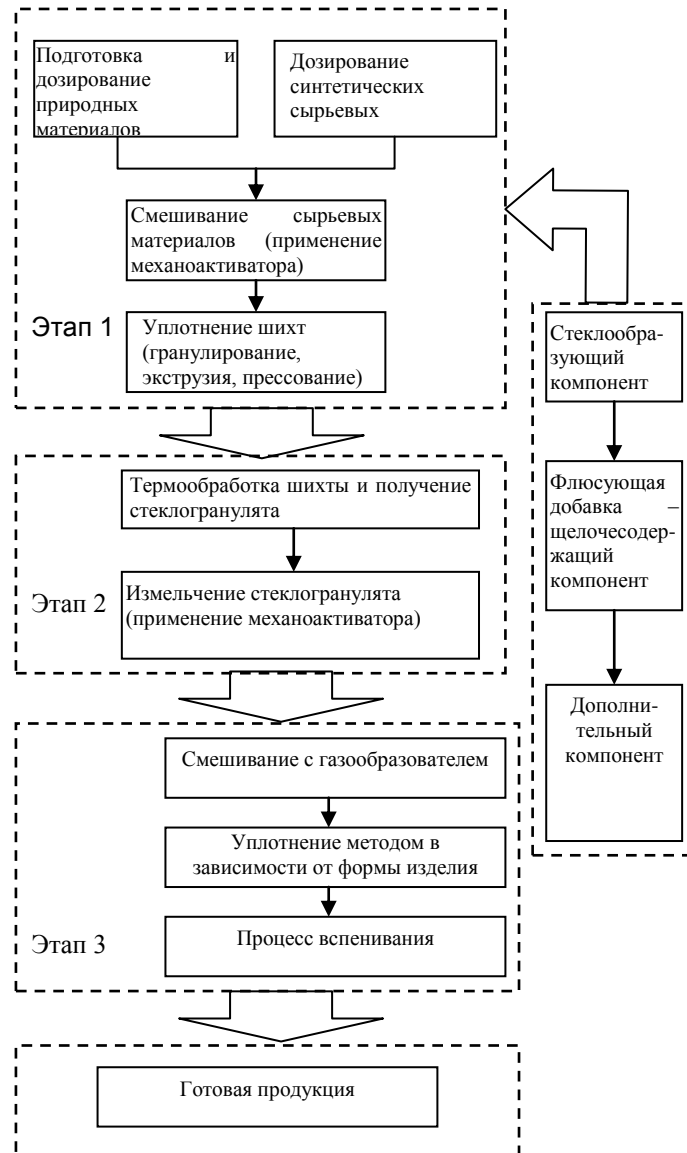 Подготовка и
дозирование
природных
материалов
Дозирование
синтетических
сырьевых
Смешивание сырьевых
материалов (применение
механоактиватора)
Этап 1
Уплотнение шихт
(гранулирование,
экструзия, прессование)
Термообработка шихты и получение
стеклогранулята
Этап 2
Измельчение стеклогранулята
(применение механоактиватора)
Смешивание с газообразователем
Уплотнение методом в
зависимости от формы изделия
Этап 3
Процесс вспенивания
Готовая продукция
Стеклообра-
зующий
компонент
Флюсующая
добавка –
щелочесодер-
жащий
компонент
Дополни-
тельный
компонент